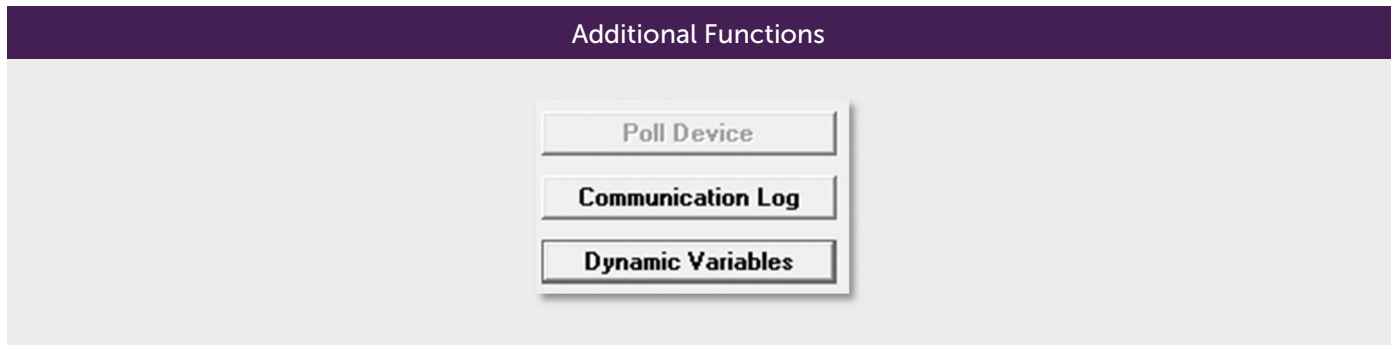 Additional Functions
Poll Device
Communication Log
Dynamic Variables